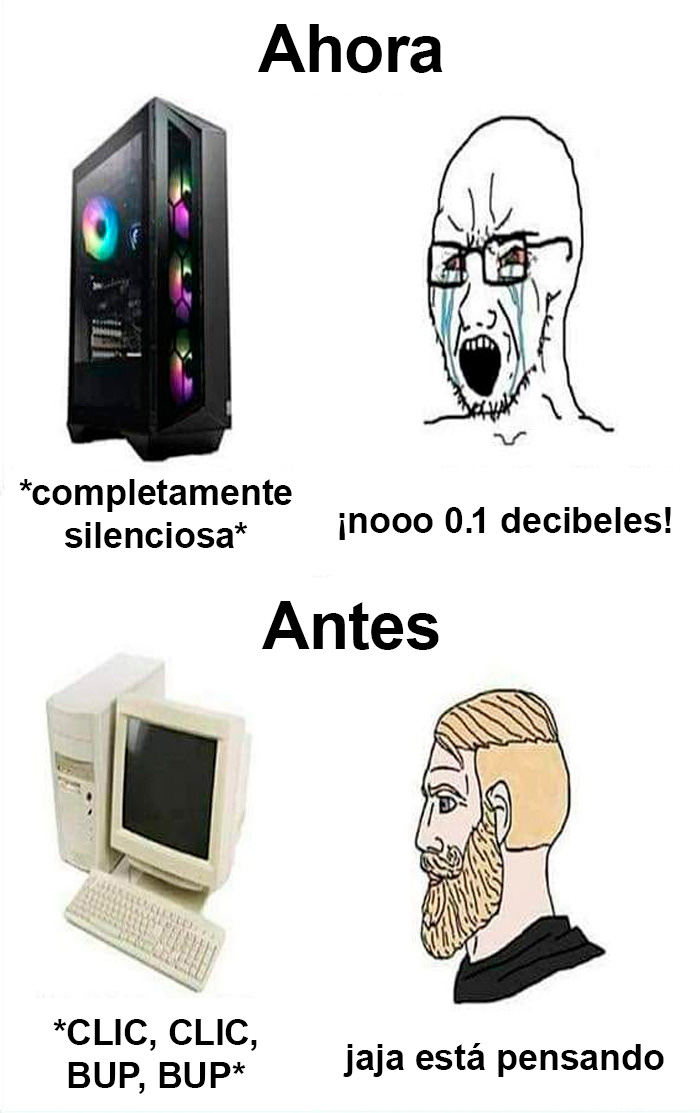 Ahora
*completamente
silenciosa*
¡nooo 0.1 decibeles!
Antes
*CLIC, CLIC,
BUP, BUP*
jaja está pensando